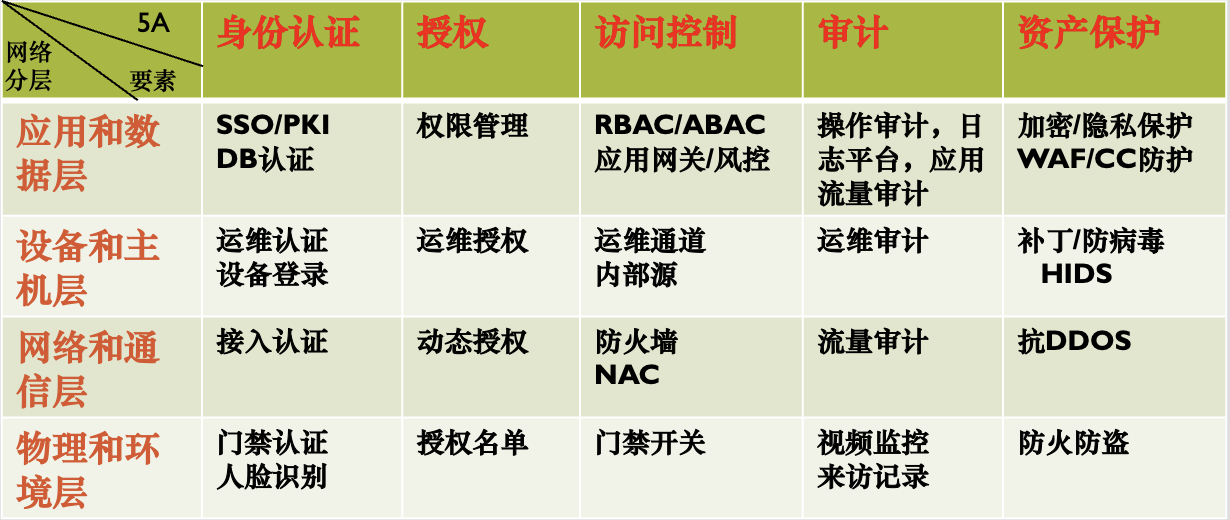 5A
网络
分层
要素
身份认证
授权
访问控制
审计
资产保护
应用和数
据层
SSO/PKI
DB认证
权限管理
RBAC/ABAC
应用网关/风控
操作审计，日
志平台，应用
流量审计
加密/隐私保护
WAF/CC防护
设备和主
机层
运维认证
设备登录
运维授权
运维通道
内部源
运维审计
补丁/防病毒
HIDS
网络和通
信层
接入认证
动态授权
防火墙
NAC
流量审计
抗DDOS
物理和环
境层
门禁认证
人脸识别
授权名单
门禁开关
视频监控
来访记录
防火防盗